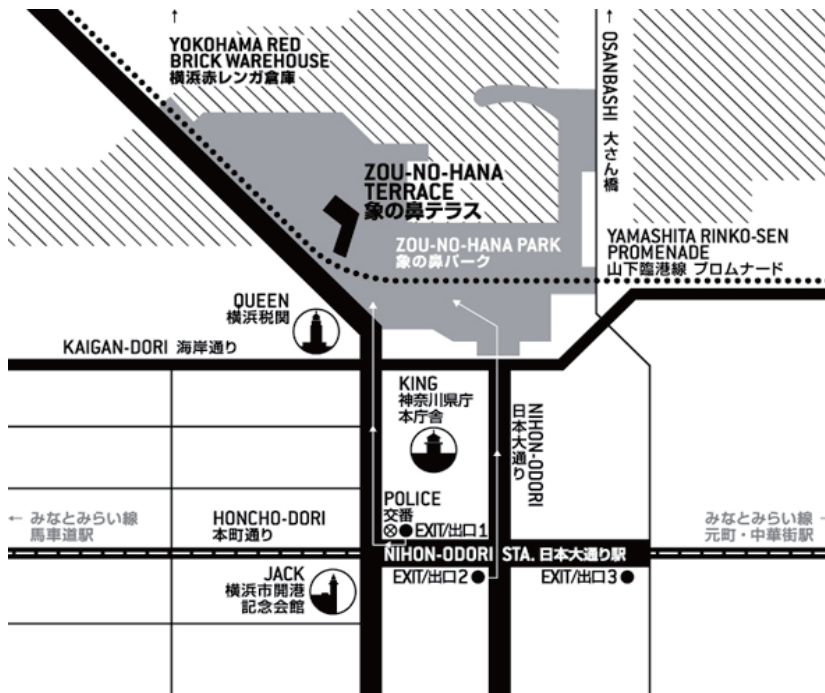 ↑
YOKOHAMA RED
BRICK WAREHOUSE
横浜赤レンガ倉庫
← OSANBASHI 大さん橋
ZOU-NO-HANA
TERRACE
象の鼻テラス
ZOU-NO-HANA PARK
象の鼻パーク
YAMASHITA RINKO-SEN
PROMENADE
山下臨港線 プロムナード
QUEEN
横浜税関
KAIGAN-DORI 海岸通り
KING
神奈川県庁
本庁舎
NIHON-ODORI
日本大通り
POLICE
交番
EXIT/出口1
← みなとみらい線
馬車道駅
HONCHO-DORI
本町通り
みなとみらい線 →
元町・中華街駅
NIHON-ODORI STA. 日本大通り駅
JACK
横浜市開港
記念会館
EXIT/出口2
EXIT/出口3